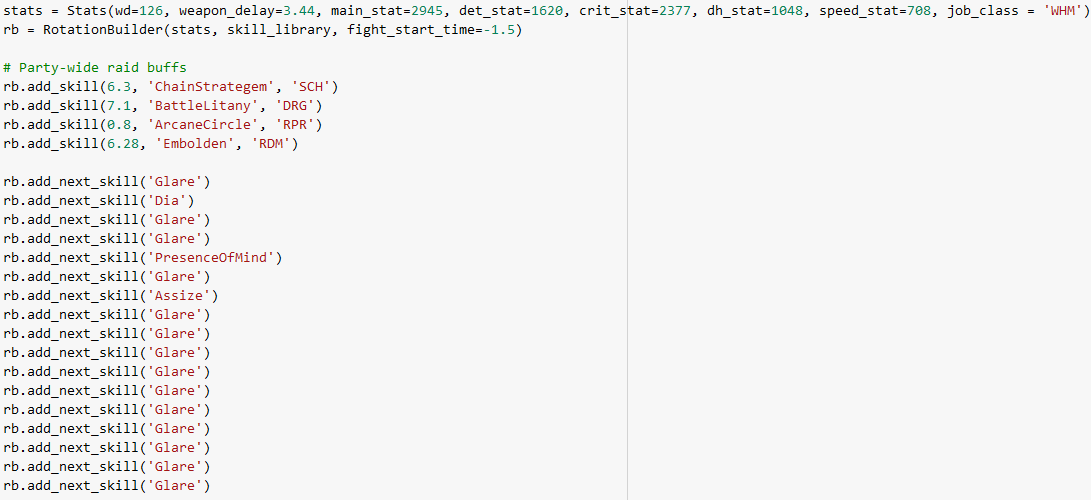 stats = Stats(wd=126, weapon_delay=3.44, main_stat=2945, det_stat=1620, crit_stat=2377, dh_stat=1048, speed_stat=708, job_class = 'WHM')
rb = RotationBuilder(stats, skill_library, fight_start_time=-1.5)
# Party-wide raid buffs
rb.add_skill(6.3, 'ChainStrategem', 'SCH')
rb.add_skill(7.1, 'BattleLitany', 'DRG')
rb.add_skill(0.8, 'ArcaneCircle', 'RPR')
rb.add_skill(6.28, 'Embolden', 'RDM')
rb.add_next_skill('Glare')
rb.add_next_skill('Dia')
rb.add_next_skill('Glare')
rb.add_next_skill('Glare')
rb.add_next_skill('PresenceOfMind')
rb.add_next_skill('Glare')
rb.add_next_skill('Assize')
rb.add_next_skill('Glare')
rb.add_next_skill('Glare')
rb.add_next_skill('Glare')
rb.add_next_skill('Glare')
rb.add_next_skill('Glare')
rb.add_next_skill('Glare')
rb.add_next_skill('Glare')
rb.add_next_skill('Glare')
rb.add_next_skill('Glare')
rb.add_next_skill('Glare')